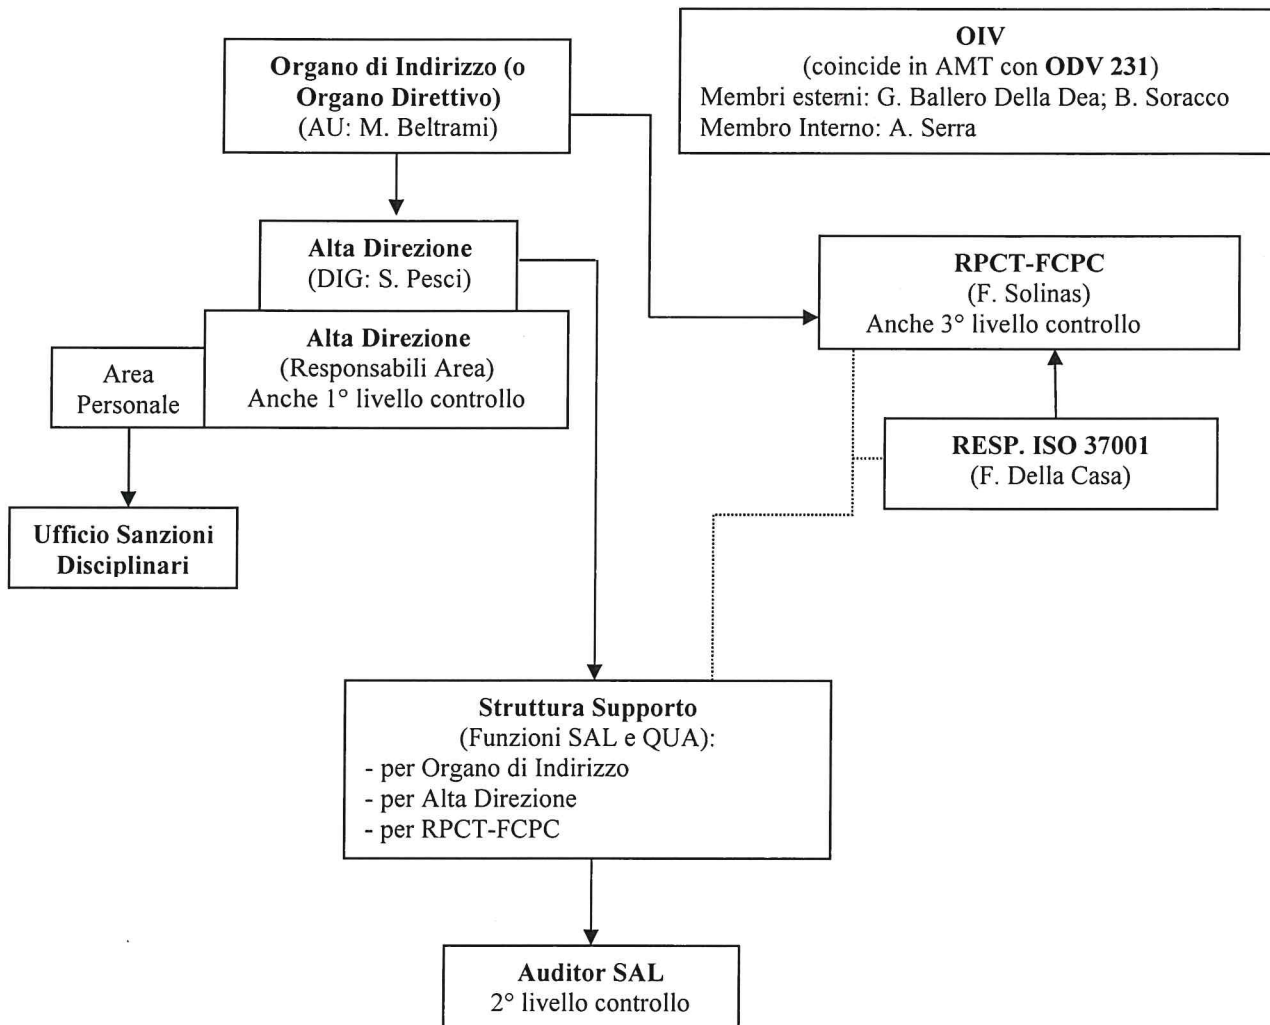 Organo di Indirizzo (o
Organo Direttivo)
(AU: M. Beltrami)
OIV
(coincide in AMT con ODV 231)
Membri esterni: G. Ballero Della Dea; B. Soracco
Membro Interno: A. Serra
Alta Direzione
(DIG: S. Pesci)
RPCT-FCPC
(F. Solinas)
Anche 3° livello controllo
Alta Direzione
(Responsabili Area)
Anche 1° livello controllo
Area
Personale
RESP. ISO 37001
(F. Della Casa)
Ufficio Sanzioni
Disciplinari
Struttura Supporto
(Funzioni SAL e QUA):
- per Organo di Indirizzo
- per Alta Direzione
- per RPCT-FCPC
Auditor SAL
2° livello controllo